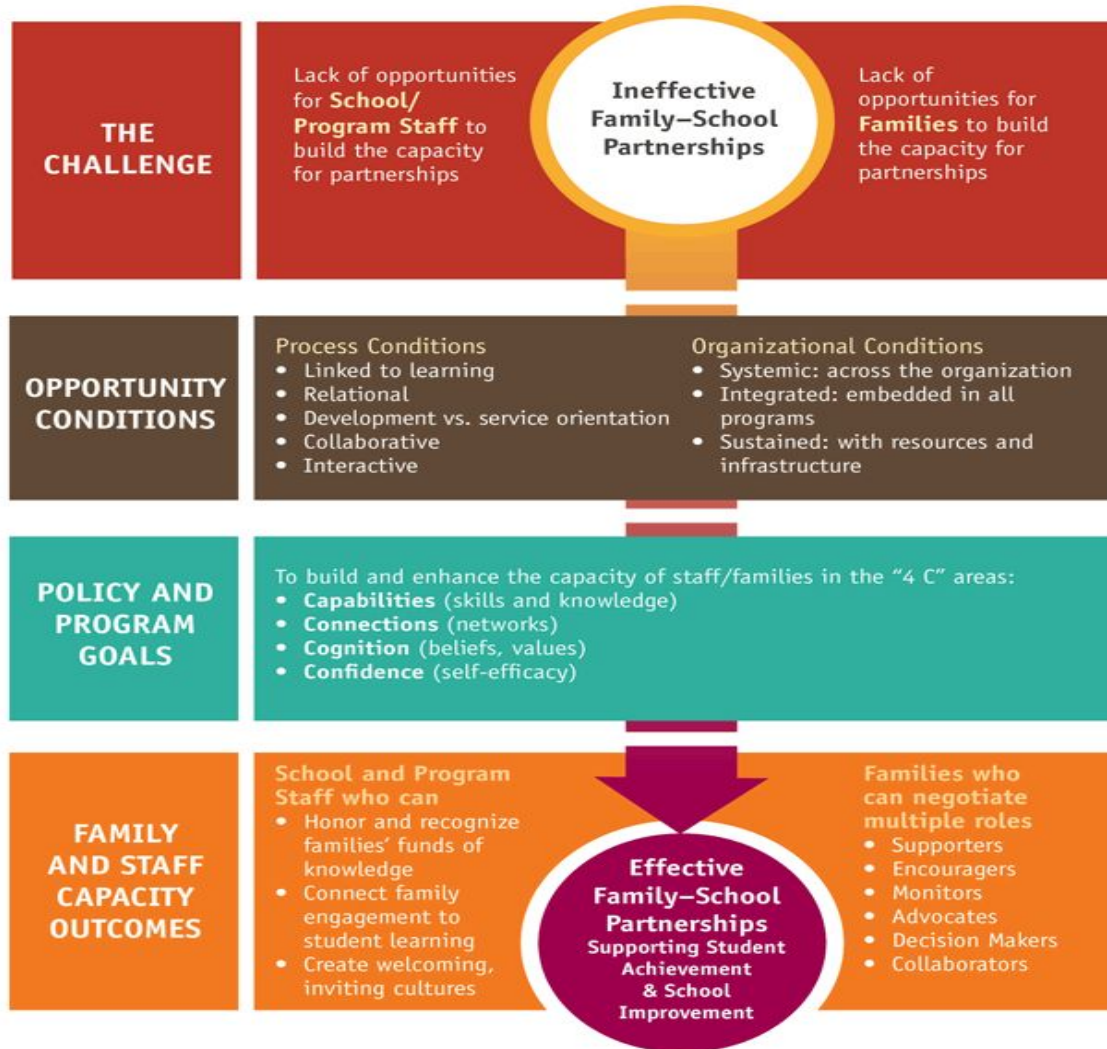 THE
CHALLENGE
Lack of opportunities
for School/
Program Staff to
build the capacity
for partnerships
Ineffective
Family–School
Partnerships
Lack of
opportunities for
Families to build
the capacity for
partnerships
OPPORTUNITY
CONDITIONS
Process Conditions
• Linked to learning
• Relational
• Development vs. service orientation
• Collaborative
• Interactive
Organizational Conditions
• Systemic: across the organization
• Integrated: embedded in all
programs
• Sustained: with resources and
infrastructure
POLICY AND
PROGRAM
GOALS
To build and enhance the capacity of staff/families in the “4 C” areas:
• Capabilities (skills and knowledge)
• Connections (networks)
• Cognition (beliefs, values)
• Confidence (self-efficacy)
FAMILY
AND STAFF
CAPACITY
OUTCOMES
School and Program
Staff who can
• Honor and recognize
families’ funds of
knowledge
• Connect family
engagement to
student learning
• Create welcoming,
inviting cultures
Effective
Family–School
Partnerships
Supporting Student
Achievement
& School
Improvement
Families who
can negotiate
multiple roles
• Supporters
• Encouragers
• Monitors
• Advocates
• Decision Makers
• Collaborators